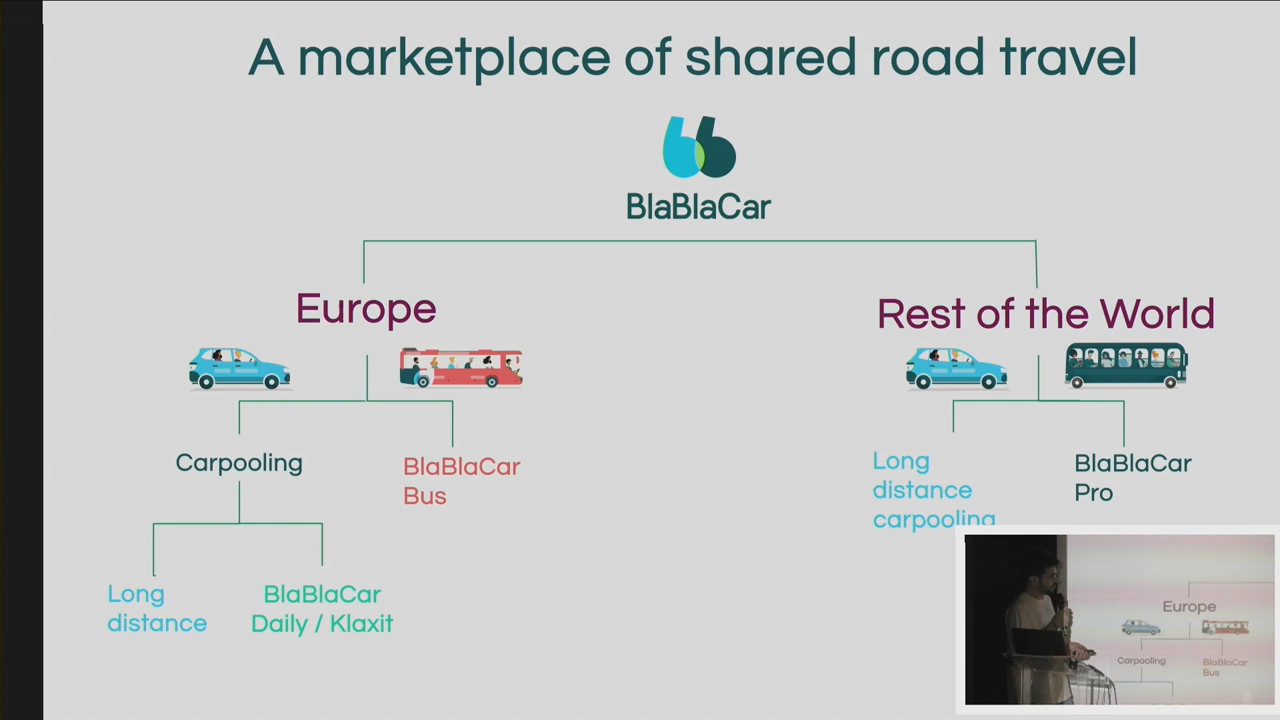 A marketplace of shared road travel
BlaBlaCar
Europe
Rest of the World
Carpooling
BlaBlaCar
Bus
Long
distance
carpooling
BlaBlaCar
Pro
Long
distance
BlaBlaCar
Daily / Klaxit
Europe
Carpooling
BlaBlaCar
Bus